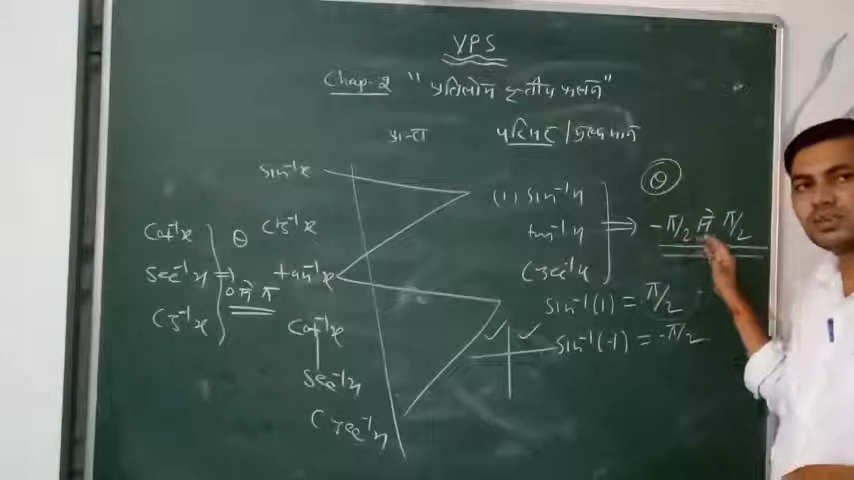 VPS
Chap-2 "प्रतिलोम वृतीय फलन"
प्रान्त परिसर / मुख्य मान
sin⁻¹x
cos⁻¹x
tan⁻¹x
cot⁻¹x
sec⁻¹x
cosec⁻¹x
cot⁻¹x
sec⁻¹x ⇒
cos⁻¹x
θ
0 से π
(1) sin⁻¹x
tan⁻¹x ⇒
cosec⁻¹x
θ
-π/2 से π/2
sin⁻¹(1) = π/2
sin⁻¹(-1) = -π/2